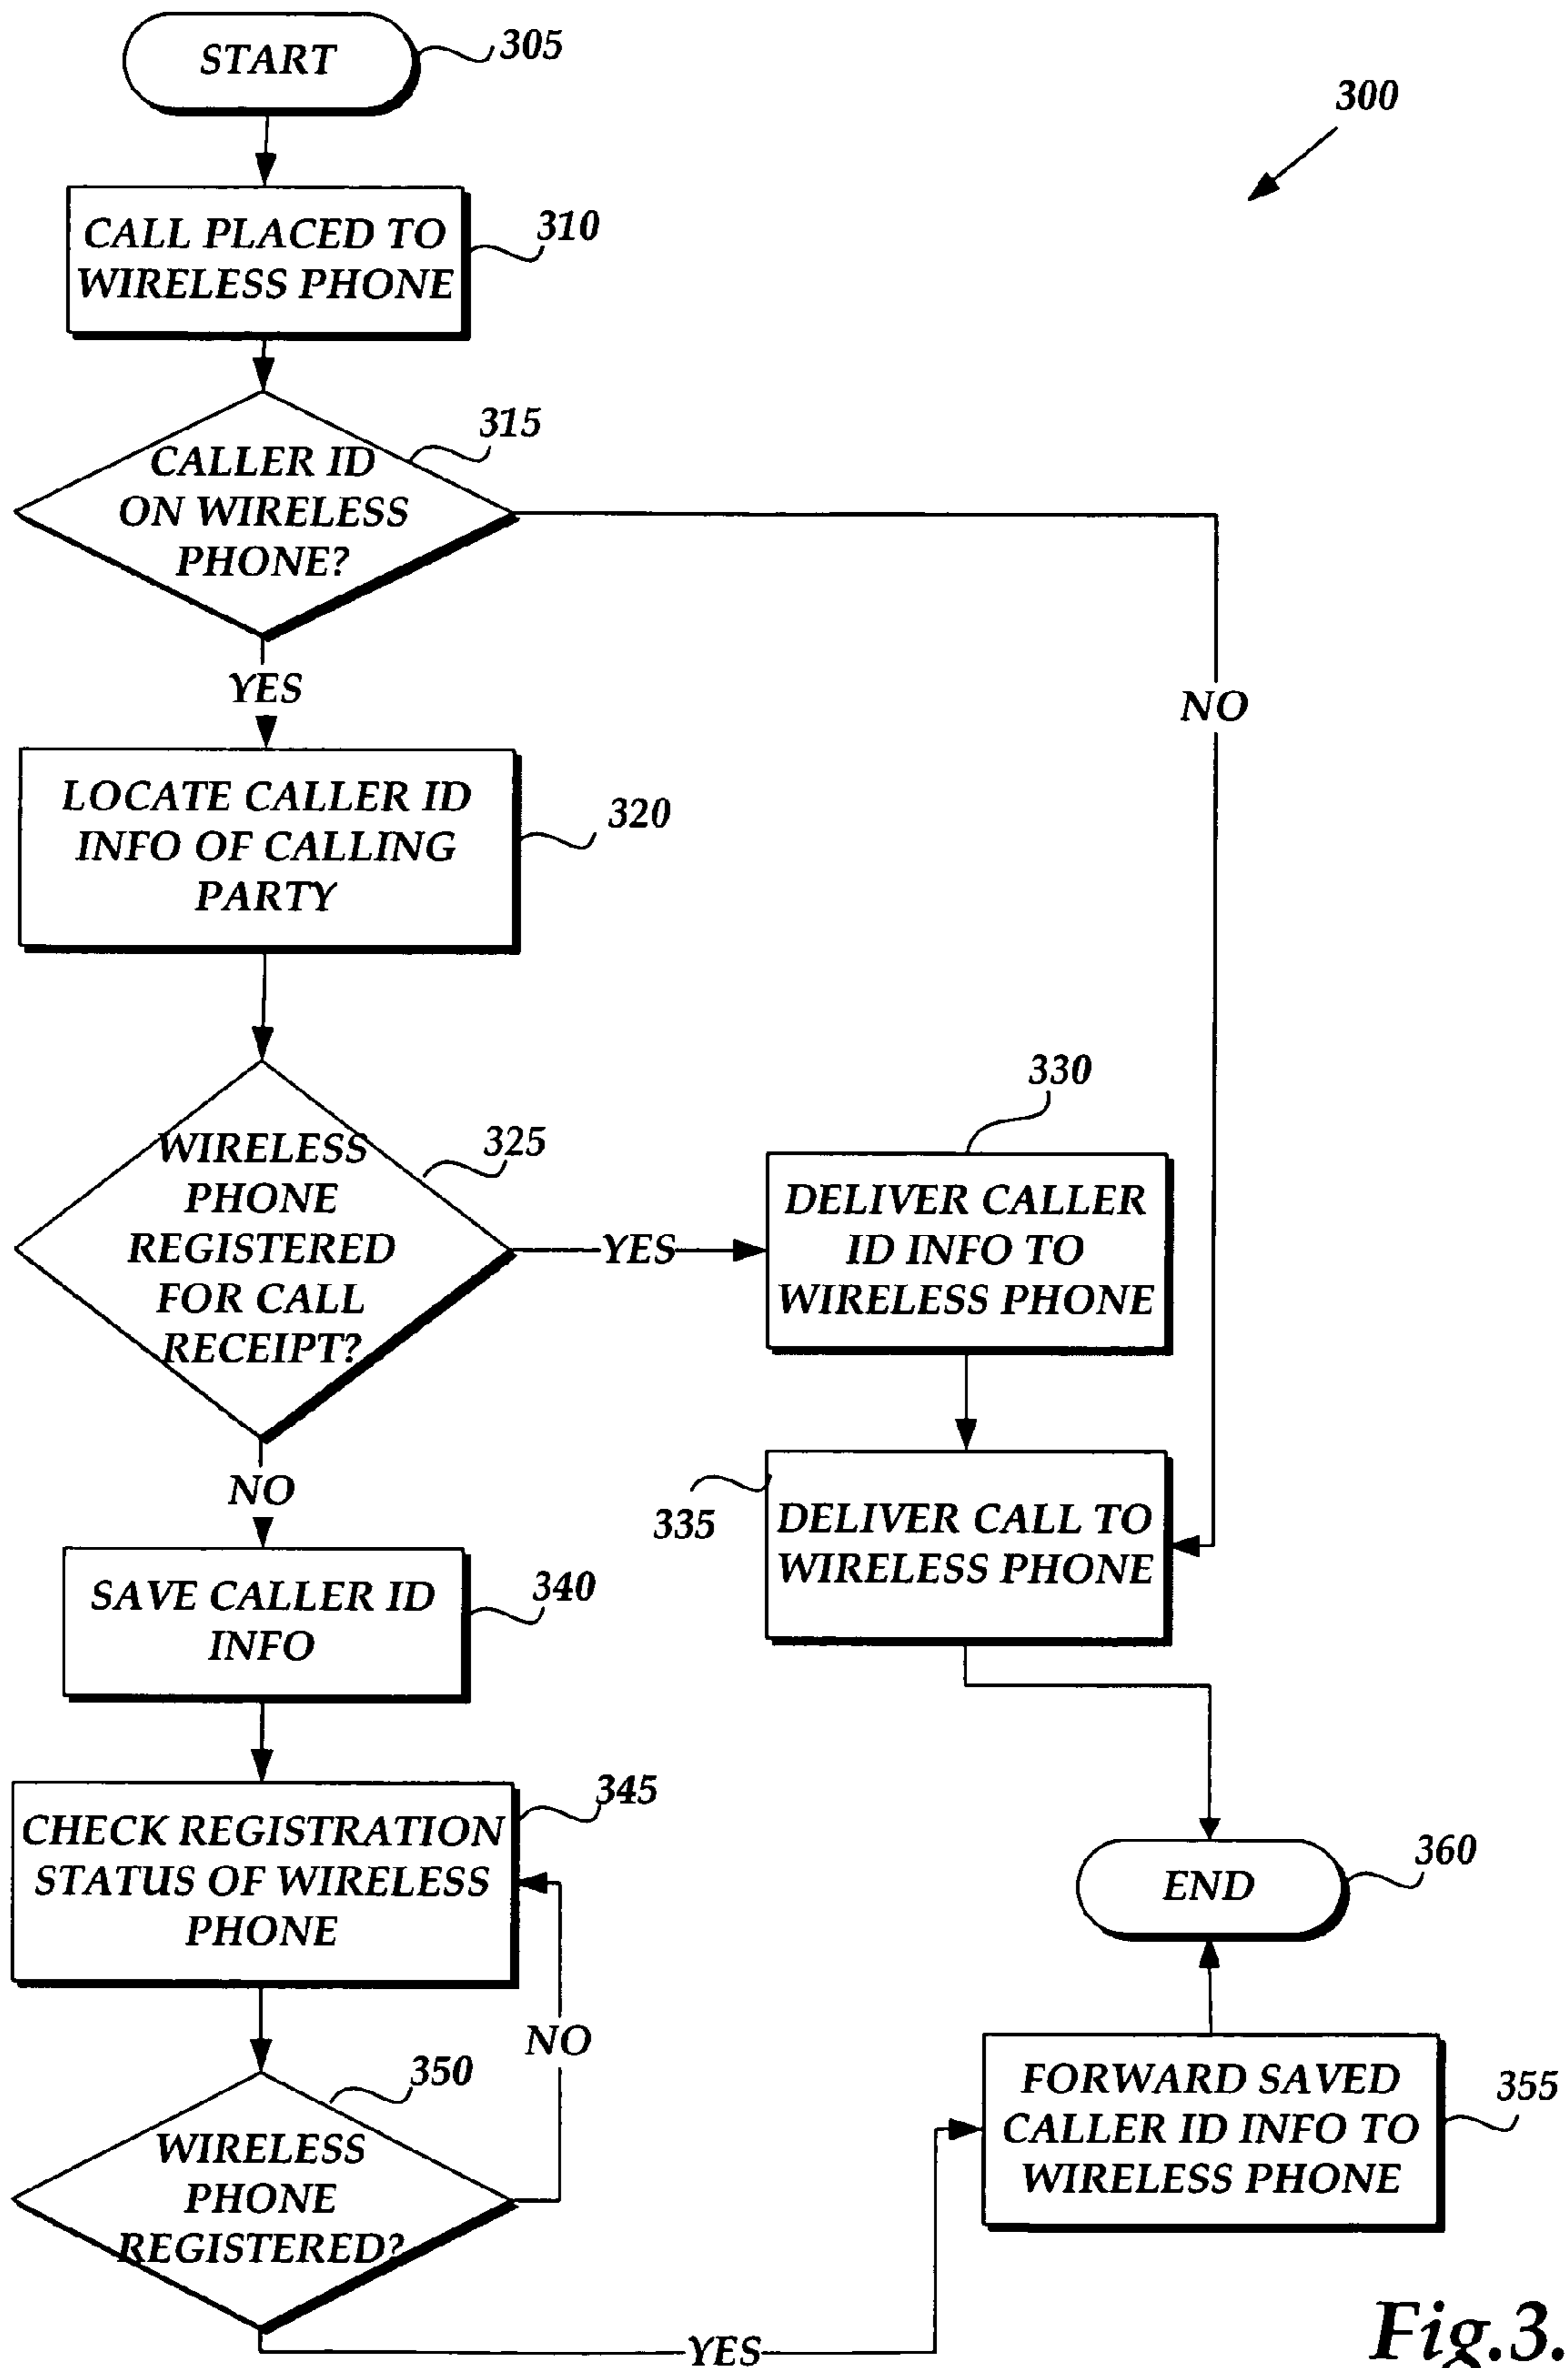 START
305
300
CALL PLACED TO
WIRELESS PHONE
310
CALLER ID
ON WIRELESS
PHONE?
315
YES
NO
LOCATE CALLER ID
INFO OF CALLING
PARTY
320
WIRELESS
PHONE
REGISTERED
FOR CALL
RECEIPT?
325
YES
330
DELIVER CALLER
ID INFO TO
WIRELESS PHONE
NO
335
DELIVER CALL TO
WIRELESS PHONE
SAVE CALLER ID
INFO
340
CHECK REGISTRATION
STATUS OF WIRELESS
PHONE
345
END
360
NO
WIRELESS
PHONE
REGISTERED?
350
YES
FORWARD SAVED
CALLER ID INFO TO
WIRELESS PHONE
355
Fig.3.